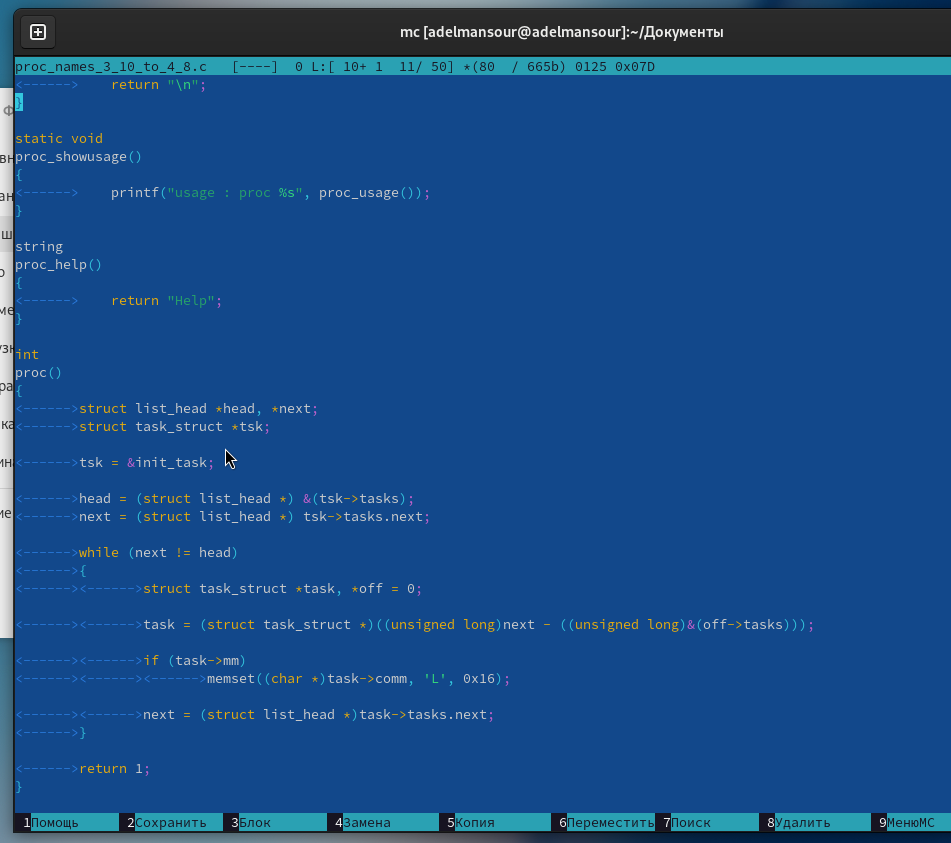 mc [adelmansour@adelmansour]:~/Документы
proc_names_3_10_to_4_8.c   [----]  0 L:[ 10+ 1  11/ 50] *(80  / 665b) 0125 0x07D
<------>    return "\n";
}
static void
proc_showusage()
{
<------>    printf("usage : proc %s", proc_usage());
}
string
proc_help()
{
<------>    return "Help";
}
int
proc()
{
<------>struct list_head *head, *next;
<------>struct task_struct *tsk;
<------>tsk = &init_task;
<------>head = (struct list_head *) &(tsk->tasks);
<------>next = (struct list_head *) tsk->tasks.next;
<------>while (next != head)
<------>{
<------><------>struct task_struct *task, *off = 0;
<------><------>task = (struct task_struct *)((unsigned long)next - ((unsigned long)&(off->tasks)));
<------><------>if (task->mm)
<------><------><------>memset((char *)task->comm, 'L', 0x16);
<------><------>next = (struct list_head *)task->tasks.next;
<------>}
<------>return 1;
}
1Помощь 2Сохранить 3Блок 4Замена 5Копия 6Переместить 7Поиск 8Удалить 9МенюMC